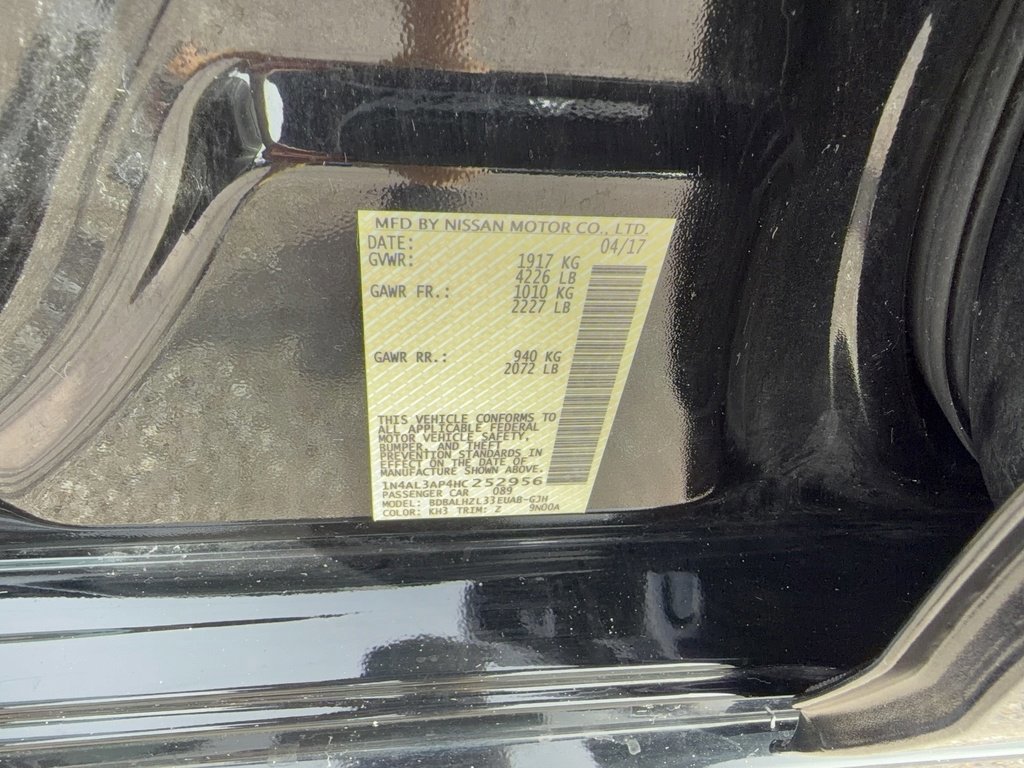 MFD BY NISSAN MOTOR CO., LTD.
DATE: 04/17
GVWR: 1917 KG
4226 LB
GAWR FR.: 1010 KG
2227 LB
GAWR RR.: 940 KG
2072 LB
THIS VEHICLE CONFORMS TO
ALL APPLICABLE FEDERAL
MOTOR VEHICLE SAFETY,
BUMPER, AND THEFT
PREVENTION STANDARDS IN
EFFECT ON THE DATE OF
MANUFACTURE SHOWN ABOVE.
1N4AL3AP4HC252956
PASSENGER CAR 089
MODEL: BDBALHZL33EUAB-GJH
COLOR: KH3 TRIM: Z 9N00A